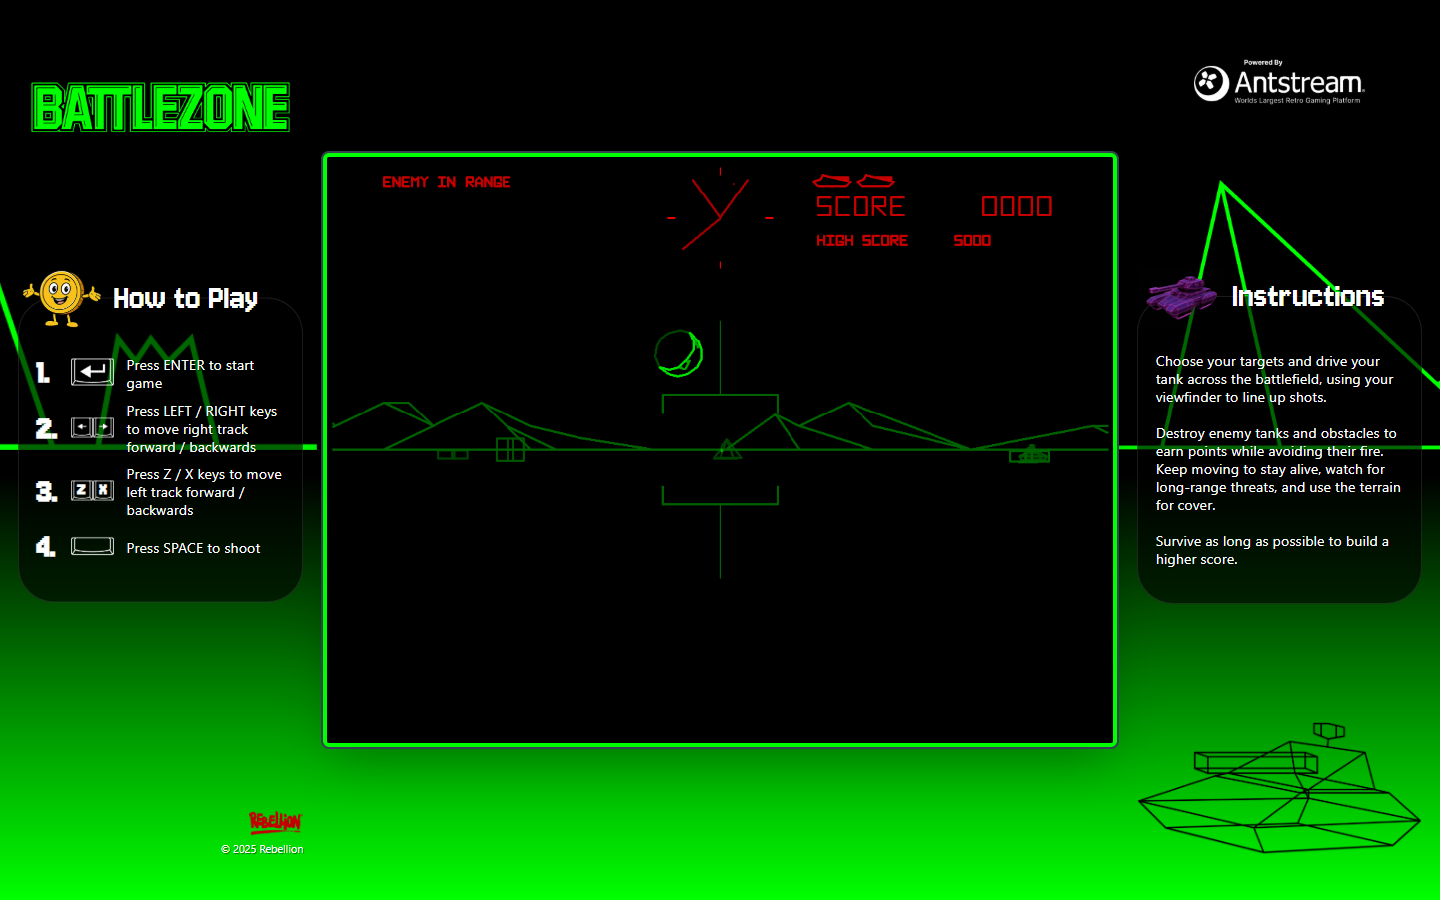 BATTLEZONE
Powered By
Antstream
Worlds Largest Retro Gaming Platform
ENEMY IN RANGE
SCORE 0000
HIGH SCORE 5000
How to Play
1. Press ENTER to start
game
2. Press LEFT / RIGHT keys
to move right track
forward / backwards
3. Z X Press Z / X keys to move
left track forward /
backwards
4. Press SPACE to shoot
Instructions
Choose your targets and drive your
tank across the battlefield, using your
viewfinder to line up shots.
Destroy enemy tanks and obstacles to
earn points while avoiding their fire.
Keep moving to stay alive, watch for
long-range threats, and use the terrain
for cover.
Survive as long as possible to build a
higher score.
REBELLION
© 2025 Rebellion